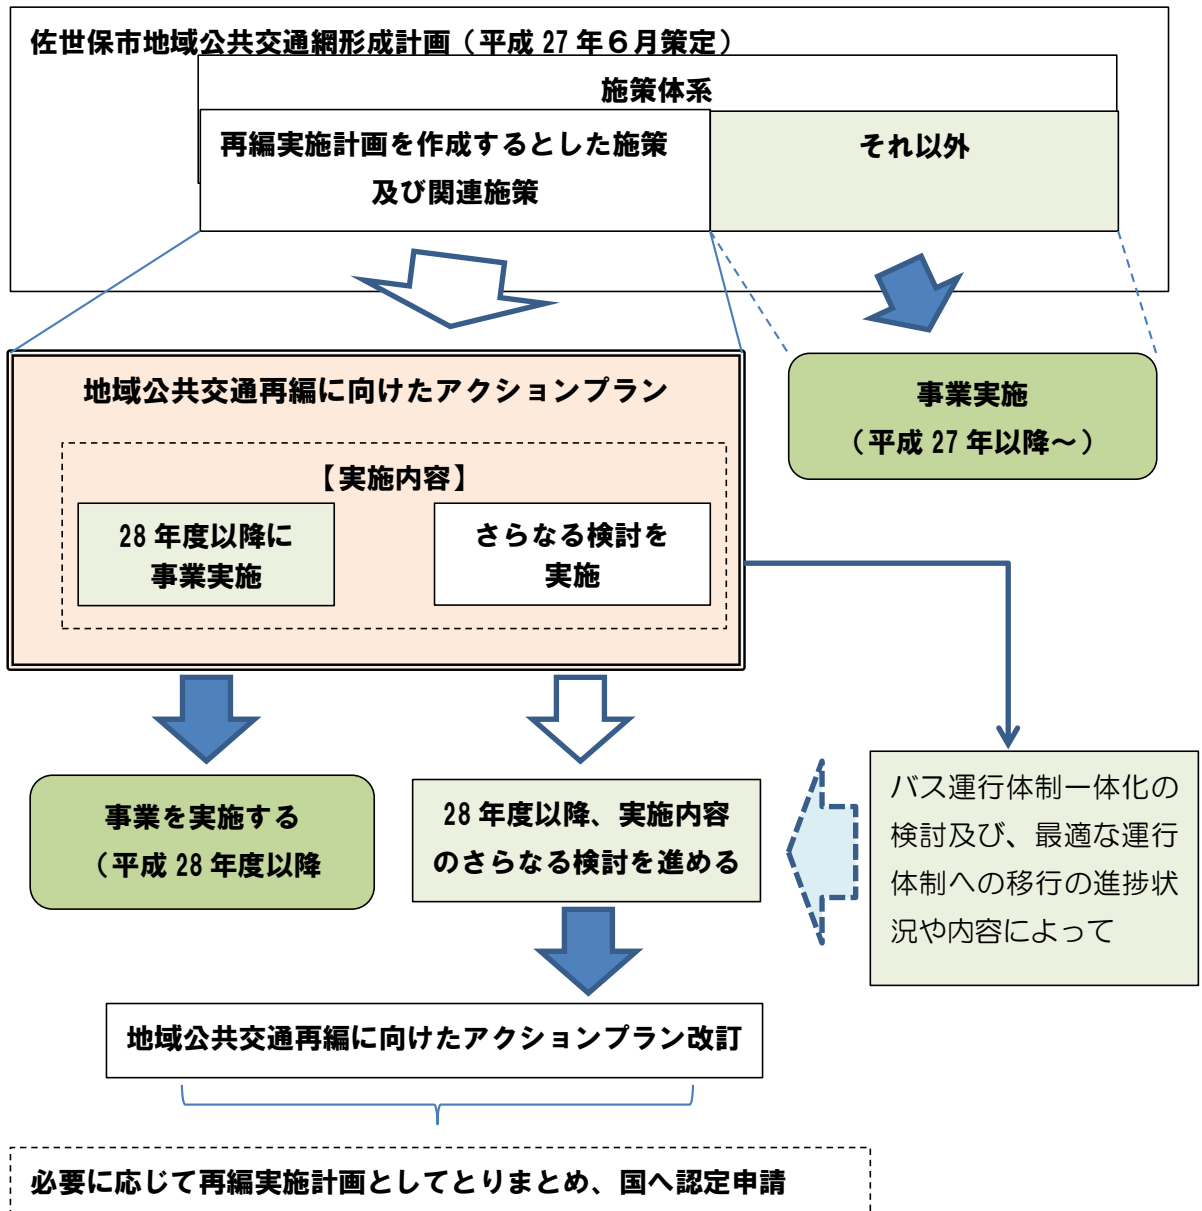 佐世保市地域公共交通網形成計画（平成 27 年６月策定）
施策体系
再編実施計画を作成するとした施策
及び関連施策
それ以外
地域公共交通再編に向けたアクションプラン
【実施内容】
28 年度以降に
事業実施
さらなる検討を
実施
事業実施
（平成 27 年以降～）
事業を実施する
（平成 28 年度以降
28 年度以降、実施内容
のさらなる検討を進める
バス運行体制一体化の
検討及び、最適な運行
体制への移行の進捗状
況や内容によって
地域公共交通再編に向けたアクションプラン改訂
必要に応じて再編実施計画としてとりまとめ、国へ認定申請